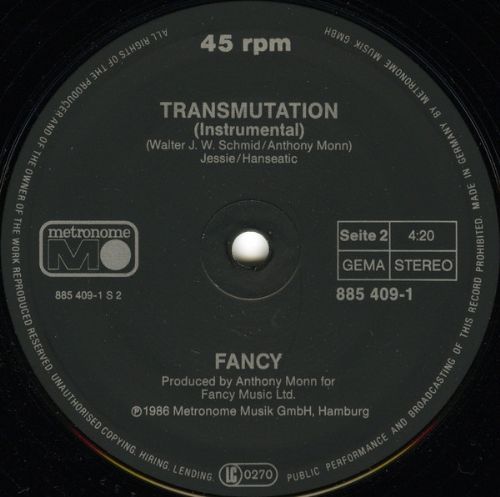 45 rpm
TRANSMUTATION
(Instrumental)
(Walter J. W. Schmid/Anthony Monn)
Jessie/Hanseatic
metronome
M
885 409-1 S 2
Seite 2 4:20
GEMA STEREO
885 409-1
FANCY
Produced by Anthony Monn for
Fancy Music Ltd.
Ⓟ1986 Metronome Musik GmbH, Hamburg
LC 0270
ALL RIGHTS OF THE PRODUCER AND OF THE OWNER OF THE WORK REPRODUCED RESERVED. UNAUTHORISED COPYING, HIRING, LENDING, PUBLIC PERFORMANCE AND BROADCASTING OF THIS RECORD PROHIBITED. MADE IN GERMANY BY METRONOME MUSIK GMBH